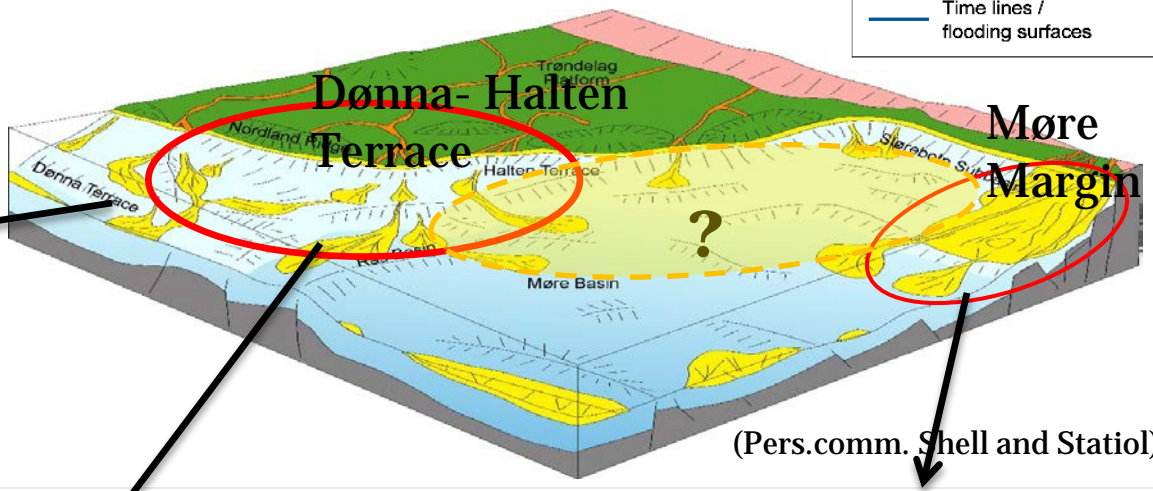 Time lines /
flooding surfaces
Trøndelag
Platform
Dønna- Halten
Terrace
Nordland Ridge
Møre
Margin
Halten Terrace
Dønna Terrace
?
Basin
Møre Basin
(Pers.comm. Shell and Statiol)